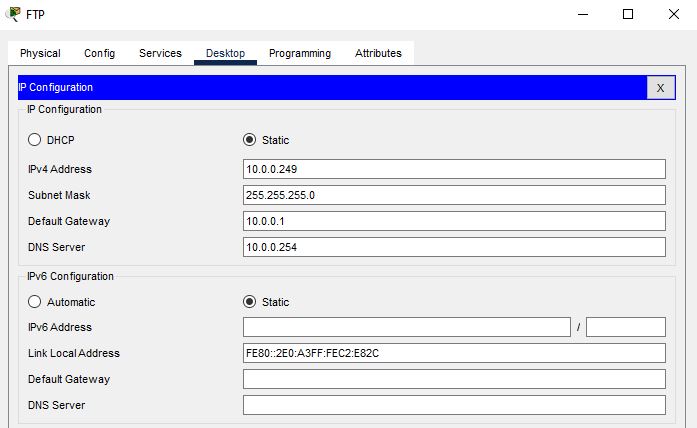 FTP
Physical Config Services Desktop Programming Attributes
IP Configuration X
IP Configuration
DHCP Static
IPv4 Address 10.0.0.249
Subnet Mask 255.255.255.0
Default Gateway 10.0.0.1
DNS Server 10.0.0.254
IPv6 Configuration
Automatic Static
IPv6 Address /
Link Local Address FE80::2E0:A3FF:FEC2:E82C
Default Gateway
DNS Server